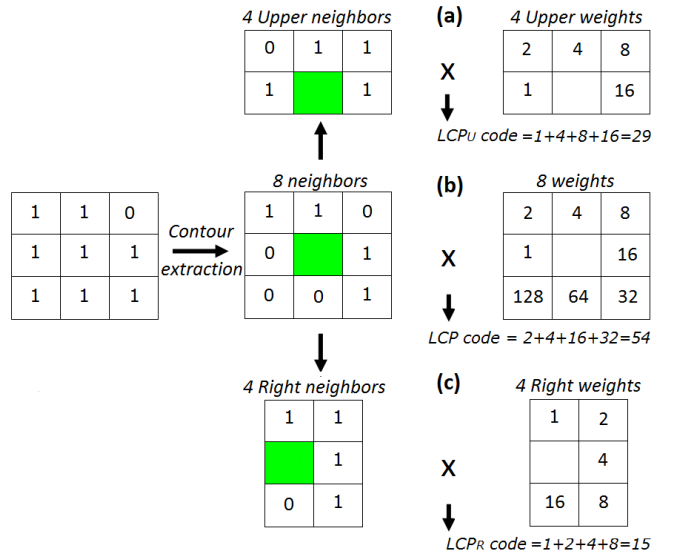 4 Upper neighbors
(a)
4 Upper weights
0 1 1
1 1
X
2 4 8
1 16
LCPU code =1+4+8+16=29
8 neighbors
(b)
8 weights
1 1 0
1 1 1
1 1 1
Contour
extraction
1 1 0
0 1
0 0 1
X
2 4 8
1 16
128 64 32
LCP code = 2+4+16+32=54
4 Right neighbors
(c)
4 Right weights
1 1
1
0 1
X
1 2
4
16 8
LCPR code =1+2+4+8=15